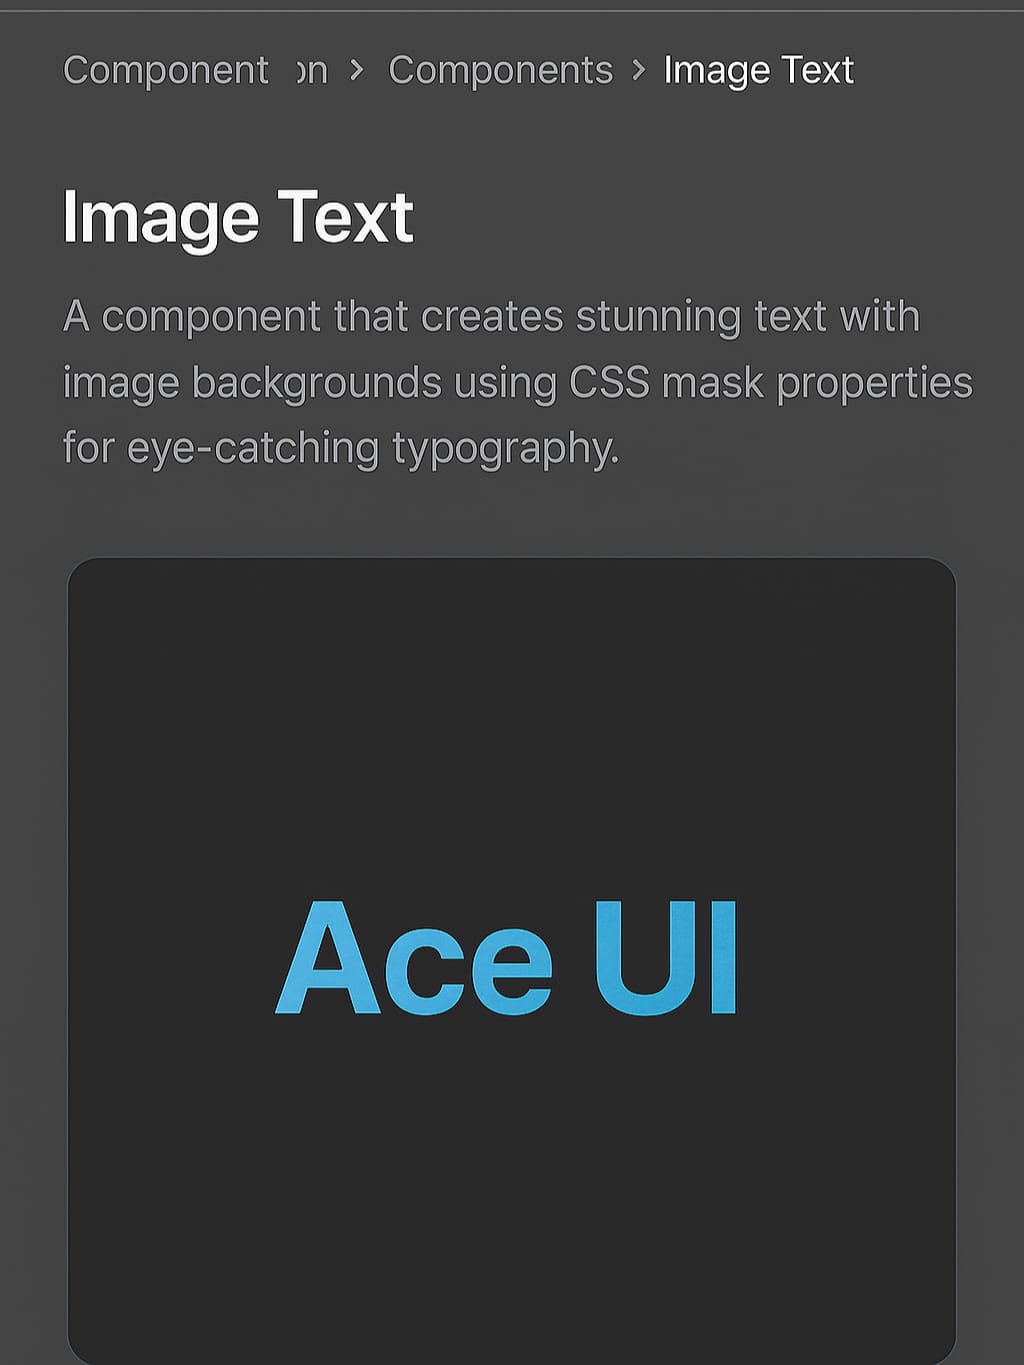 Component on > Components > Image Text
Image Text
A component that creates stunning text with
image backgrounds using CSS mask properties
for eye-catching typography.
Ace UI